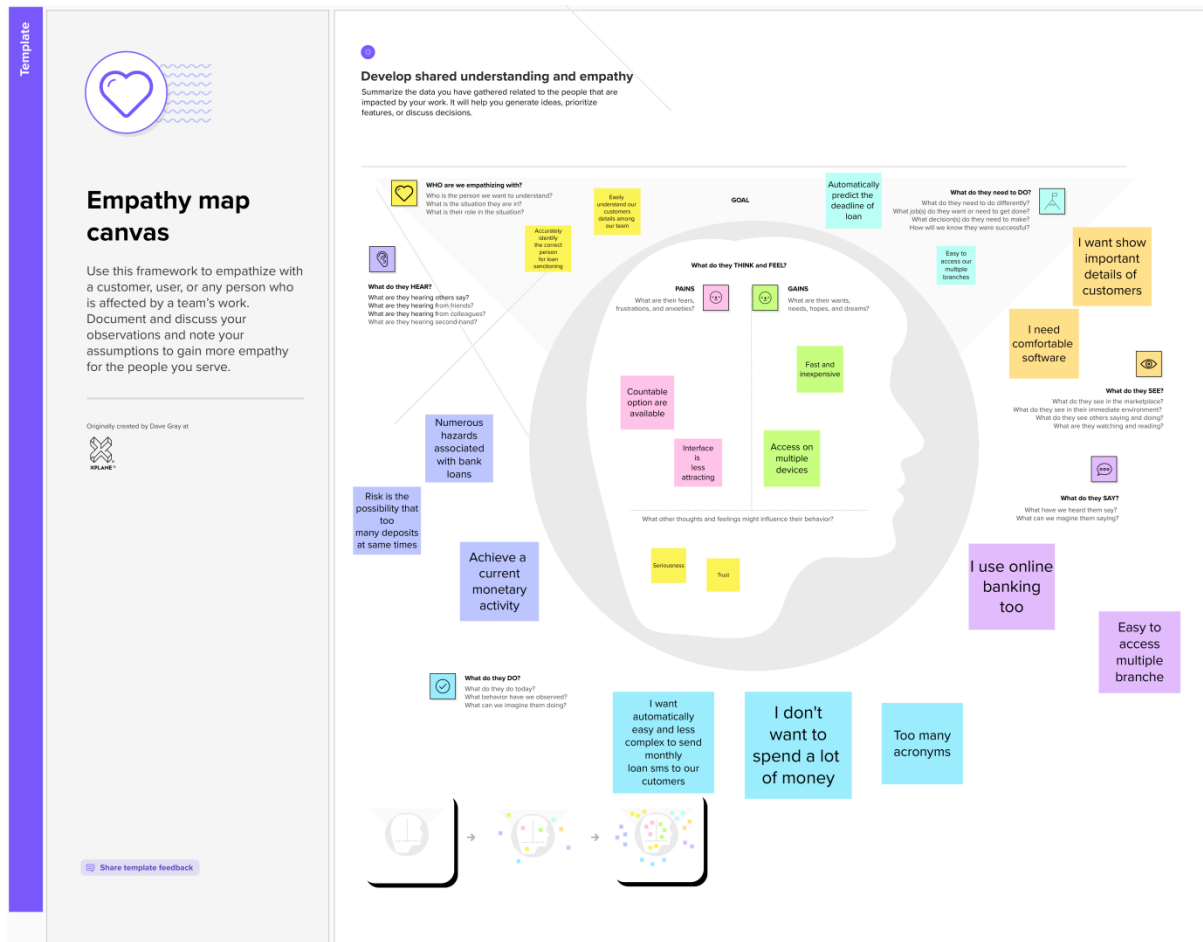 Template
Empathy map
canvas
Use this framework to empathize with
a customer, user, or any person who
is affected by a team's work.
Document and discuss your
observations and note your
assumptions to gain more empathy
for the people you serve.
Originally created by Dave Gray at
XPLANE
Share template feedback
Develop shared understanding and empathy
Summarize the data you have gathered related to the people that are
impacted by your work. It will help you generate ideas, prioritize
features, or discuss decisions.
WHO are we empathizing with?
Who is the person we want to understand?
What is the situation they are in?
What is their role in the situation?
Easily
understand our
customers
details among
our team
Accurately
identify
the correct
person
for loan
sanctioning
GOAL
Automatically
predict the
deadline of
loan
What do they need to DO?
What do they need to do differently?
What job(s) do they want or need to get done?
What decision(s) do they need to make?
How will we know they were successful?
Easy to
access our
multiple
branches
I want show
important
details of
customers
I need
comfortable
software
What do they HEAR?
What are they hearing others say?
What are they hearing from friends?
What are they hearing from colleagues?
What are they hearing second-hand?
What do they THINK and FEEL?
PAINS
What are their fears,
frustrations, and anxieties?
GAINS
What are their wants,
needs, hopes, and dreams?
Fast and
inexpensive
Countable
option are
available
Interface
is
less
attracting
Access on
multiple
devices
What do they SEE?
What do they see in the marketplace?
What do they see in their immediate environment?
What do they see others saying and doing?
What are they watching and reading?
Numerous
hazards
associated
with bank
loans
Risk is the
possibility that
too
many deposits
at same times
Achieve a
current
monetary
activity
What do they SAY?
What have we heard them say?
What can we magine them saying?
What other thoughts and feelings might influence their behavior?
Seriousness
Trust
I use online
banking
too
Easy to
access
multiple
branche
What do they DO?
What do they do today?
What behavior have we observed?
What can we imagine them doing?
I want
automatically
easy and less
complex to send
monthly
loan sms to our
cutomers
I don't
want to
spend a lot
of money
Too many
acronyms